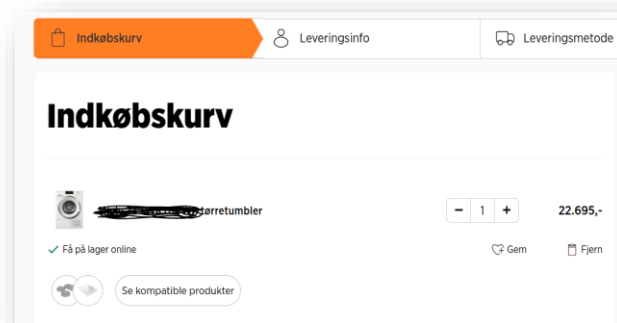 Indkøbskurv
Leveringsinfo
Leveringsmetode
Indkøbskurv
tørretumbler
1
22.695,-
Få på lager online
Gem
Fjern
Se kompatible produkter